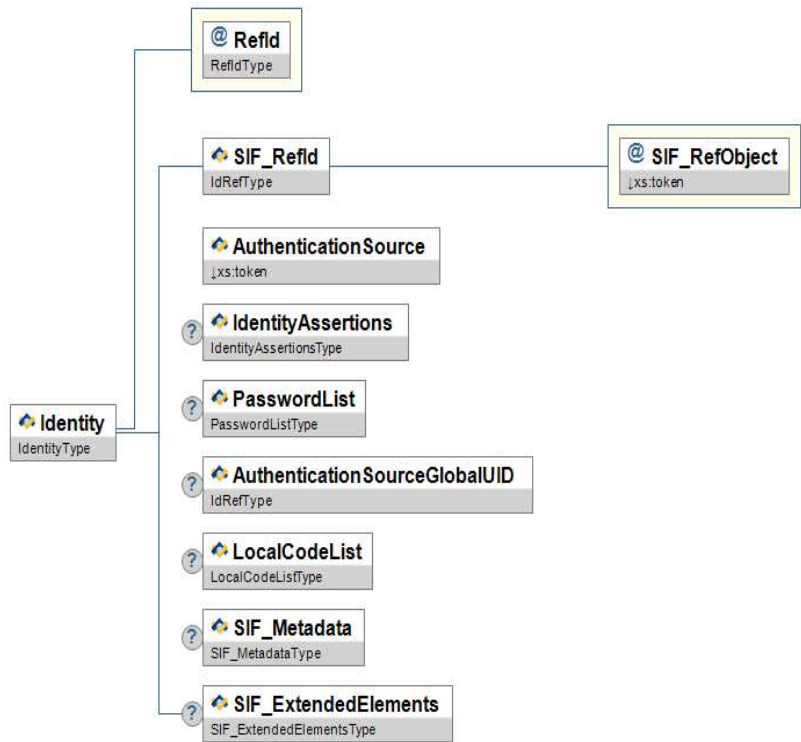 @ RefId
RefIdType
SIF_RefId
IdRefType
@ SIF_RefObject
↓xs:token
AuthenticationSource
↓xs:token
? IdentityAssertions
IdentityAssertionsType
Identity
IdentityType
? PasswordList
PasswordListType
? AuthenticationSourceGlobalUID
IdRefType
? LocalCodeList
LocalCodeListType
? SIF_Metadata
SIF_MetadataType
? SIF_ExtendedElements
SIF_ExtendedElementsType